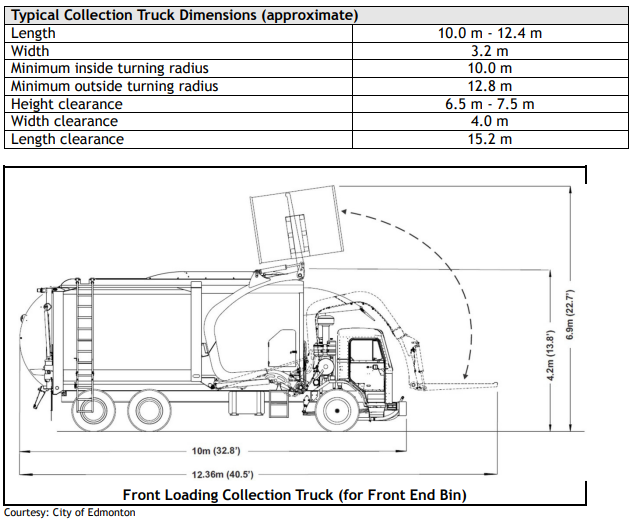 Typical Collection Truck Dimensions (approximate)
Length 10.0 m - 12.4 m
Width 3.2 m
Minimum inside turning radius 10.0 m
Minimum outside turning radius 12.8 m
Height clearance 6.5 m - 7.5 m
Width clearance 4.0 m
Length clearance 15.2 m
4.2m (13.8')
6.9m (22.7')
10m (32.8')
12.36m (40.5')
Front Loading Collection Truck (for Front End Bin)
Courtesy: City of Edmonton